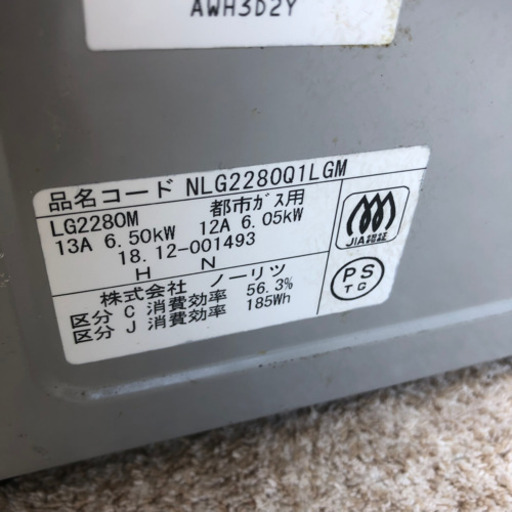 AWH3D2Y
品名コード NLG2280Q1LGM
LG2280M 都市ガス用
13A 6.50kW 12A 6.05kW
18.12-001493
H N
株式会社 ノーリツ
区分 C 消費効率 56.3%
区分 J 消費効率 185Wh
JIA認証
PS
TG